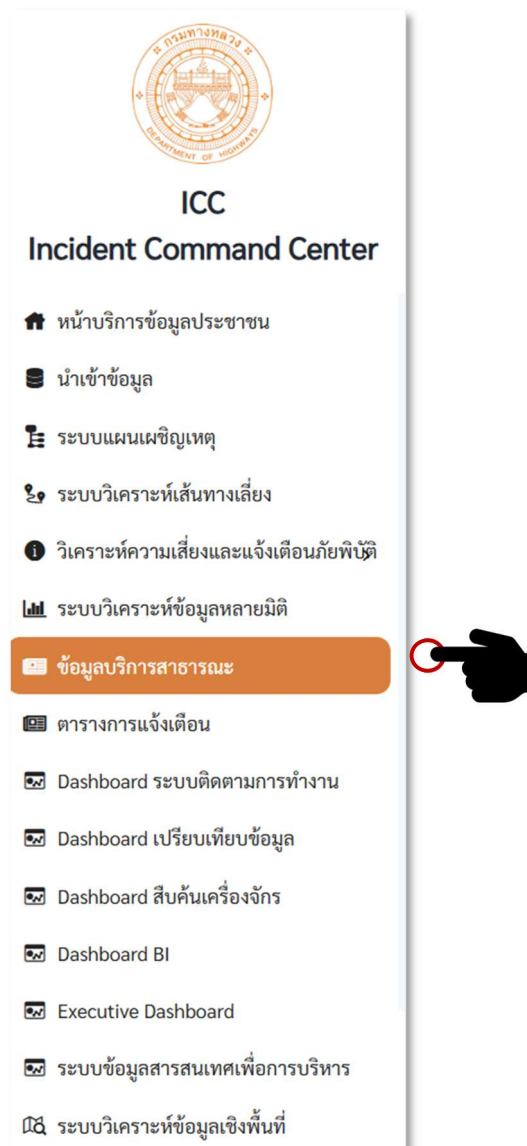 กรมทางหลวง
DEPARTMENT OF HIGHWAYS
ICC
Incident Command Center
หน้าบริการข้อมูลประชาชน
นำเข้าข้อมูล
ระบบแผนเผชิญเหตุ
ระบบวิเคราะห์เส้นทางเลี่ยง
วิเคราะห์ความเสี่ยงและแจ้งเตือนภัยพิบัติ
ระบบวิเคราะห์ข้อมูลหลายมิติ
ข้อมูลบริการสาธารณะ
ตารางการแจ้งเตือน
Dashboard ระบบติดตามการทำงาน
Dashboard เปรียบเทียบข้อมูล
Dashboard สืบค้นเครื่องจักร
Dashboard BI
Executive Dashboard
ระบบข้อมูลสารสนเทศเพื่อการบริหาร
ระบบวิเคราะห์ข้อมูลเชิงพื้นที่